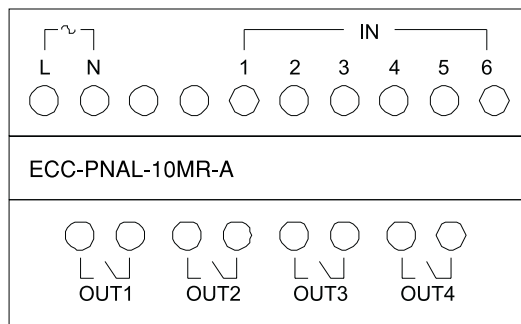 ~ IN
L N 1 2 3 4 5 6
ECC-PNAL-10MR-A
OUT1 OUT2 OUT3 OUT4